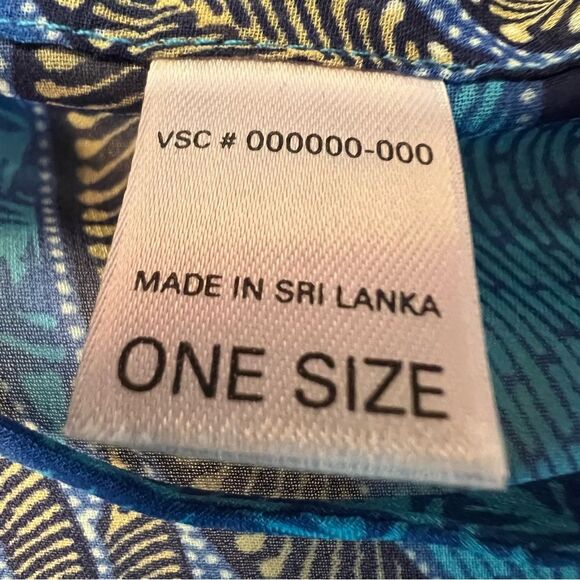 VSC # 000000-000
MADE IN SRI LANKA
ONE SIZE